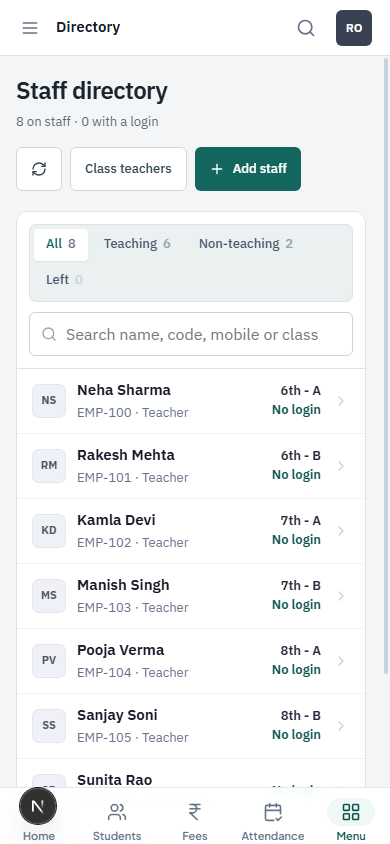 Directory
RO
Staff directory
8 on staff · 0 with a login
Class teachers
Add staff
All 8
Teaching 6
Non-teaching 2
Left 0
Search name, code, mobile or class
NS
Neha Sharma
6th - A
EMP-100 · Teacher
No login
RM
Rakesh Mehta
6th - B
EMP-101 · Teacher
No login
KD
Kamla Devi
7th - A
EMP-102 · Teacher
No login
MS
Manish Singh
7th - B
EMP-103 · Teacher
No login
PV
Pooja Verma
8th - A
EMP-104 · Teacher
No login
SS
Sanjay Soni
8th - B
EMP-105 · Teacher
No login
Sunita Rao
N
Home
Students
Fees
Attendance
Menu